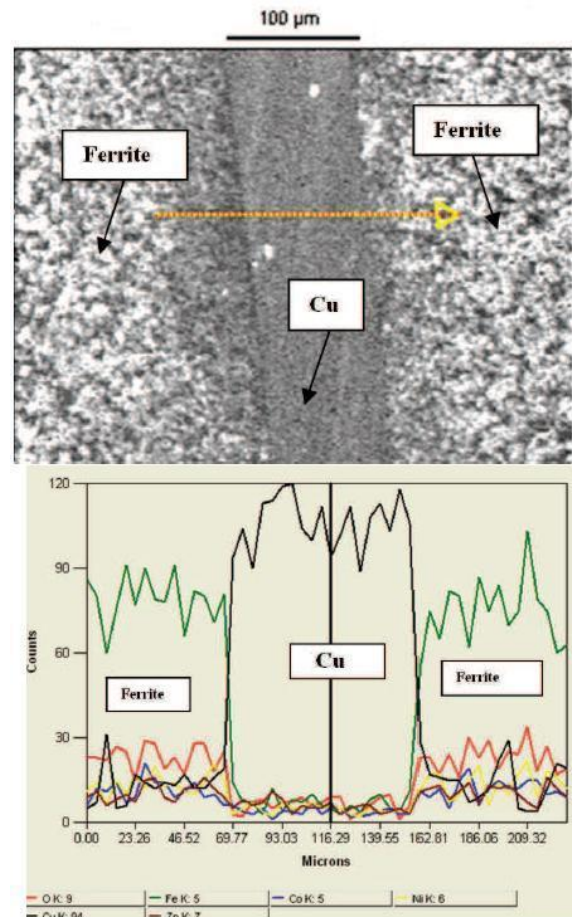 100 µm
Ferrite
Ferrite
Cu
120
90
60
30
0
Counts
Cu
Ferrite
Ferrite
0.00 23.26 46.52 69.77 93.03 116.29 139.55 162.81 186.06 209.32
Microns
O K: 9 Fe K: 5 Co K: 5 Ni K: 6